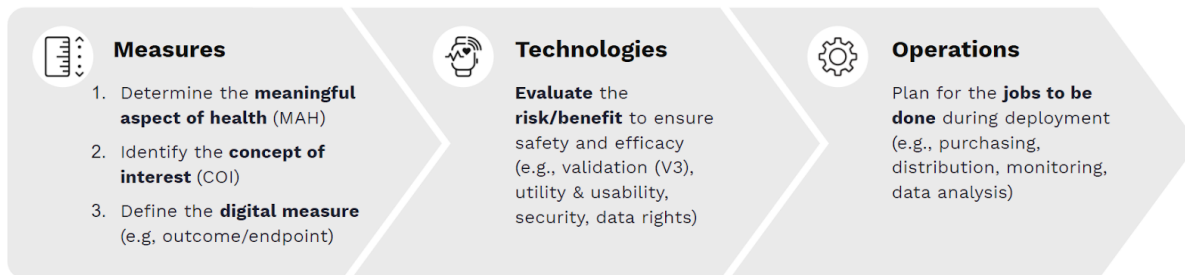 Measures
1. Determine the meaningful
aspect of health (MAH)
2. Identify the concept of
interest (COI)
3. Define the digital measure
(e.g, outcome/endpoint)
Technologies
Evaluate the
risk/benefit to ensure
safety and efficacy
(e.g., validation (V3),
utility & usability,
security, data rights)
Operations
Plan for the jobs to be
done during deployment
(e.g., purchasing,
distribution, monitoring,
data analysis)